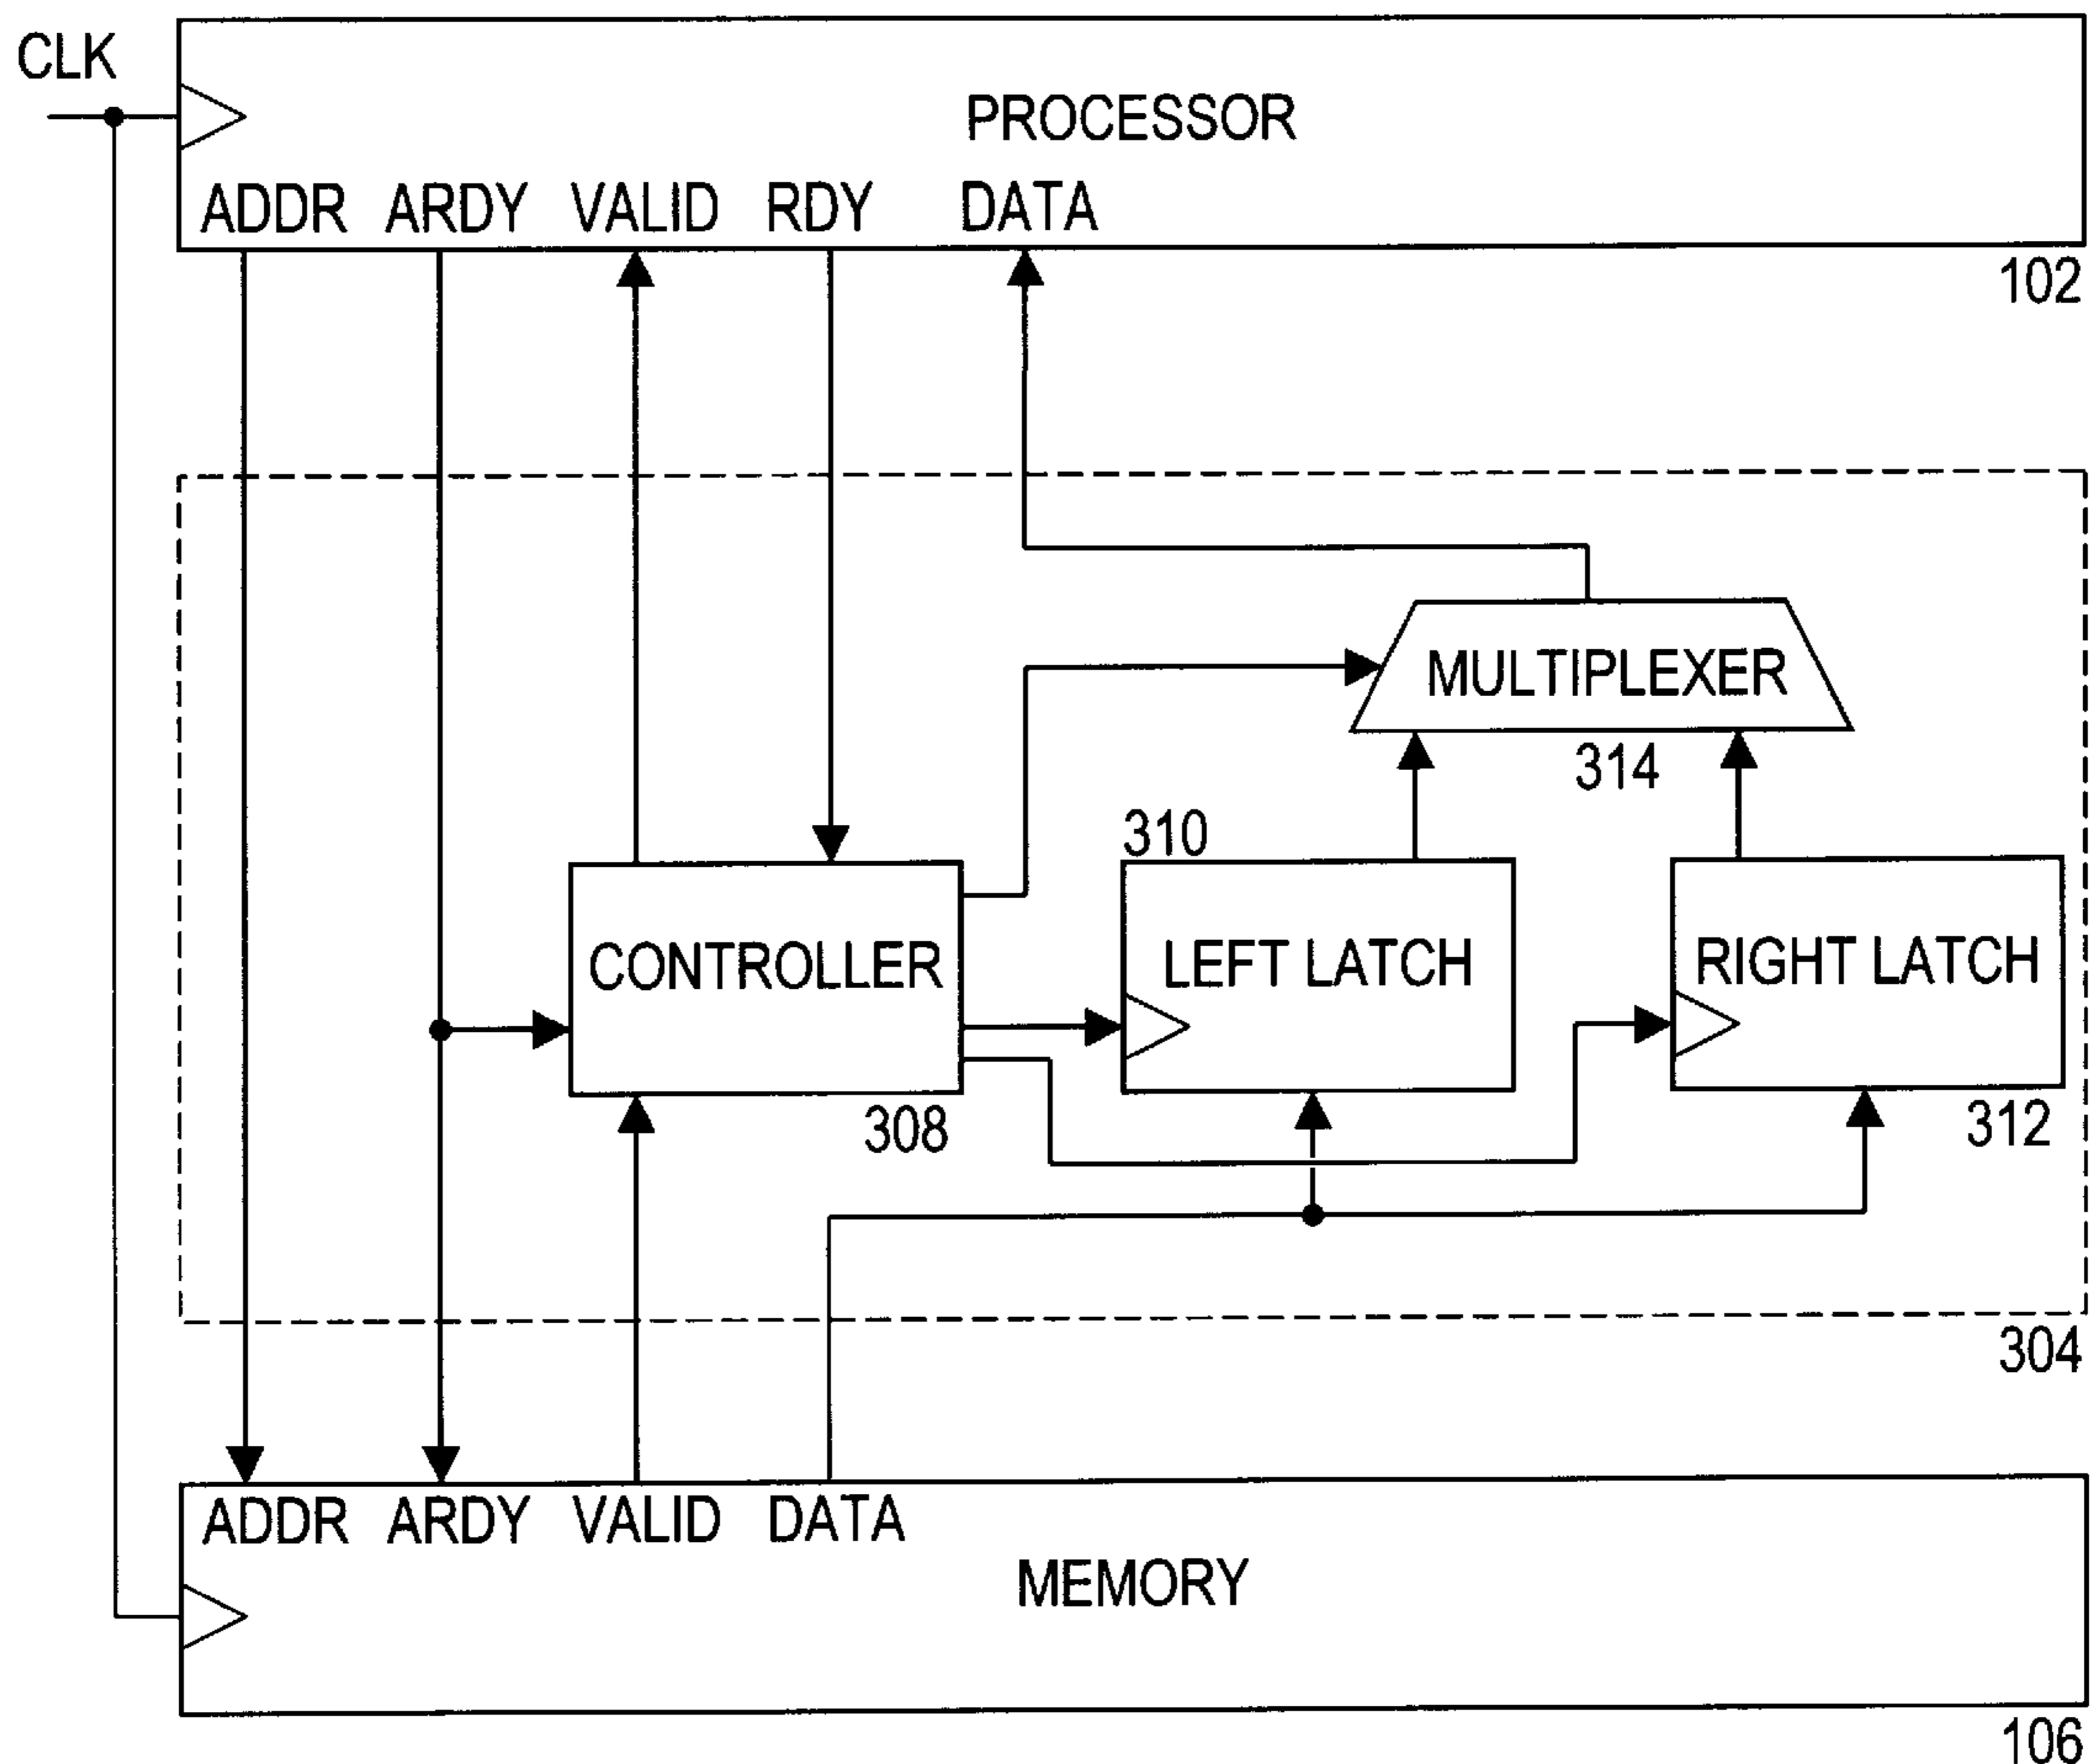 CLK
PROCESSOR
ADDR ARDY VALID RDY DATA
102
MULTIPLEXER
314
310
CONTROLLER
LEFT LATCH
RIGHT LATCH
308
312
304
ADDR ARDY VALID DATA
MEMORY
106